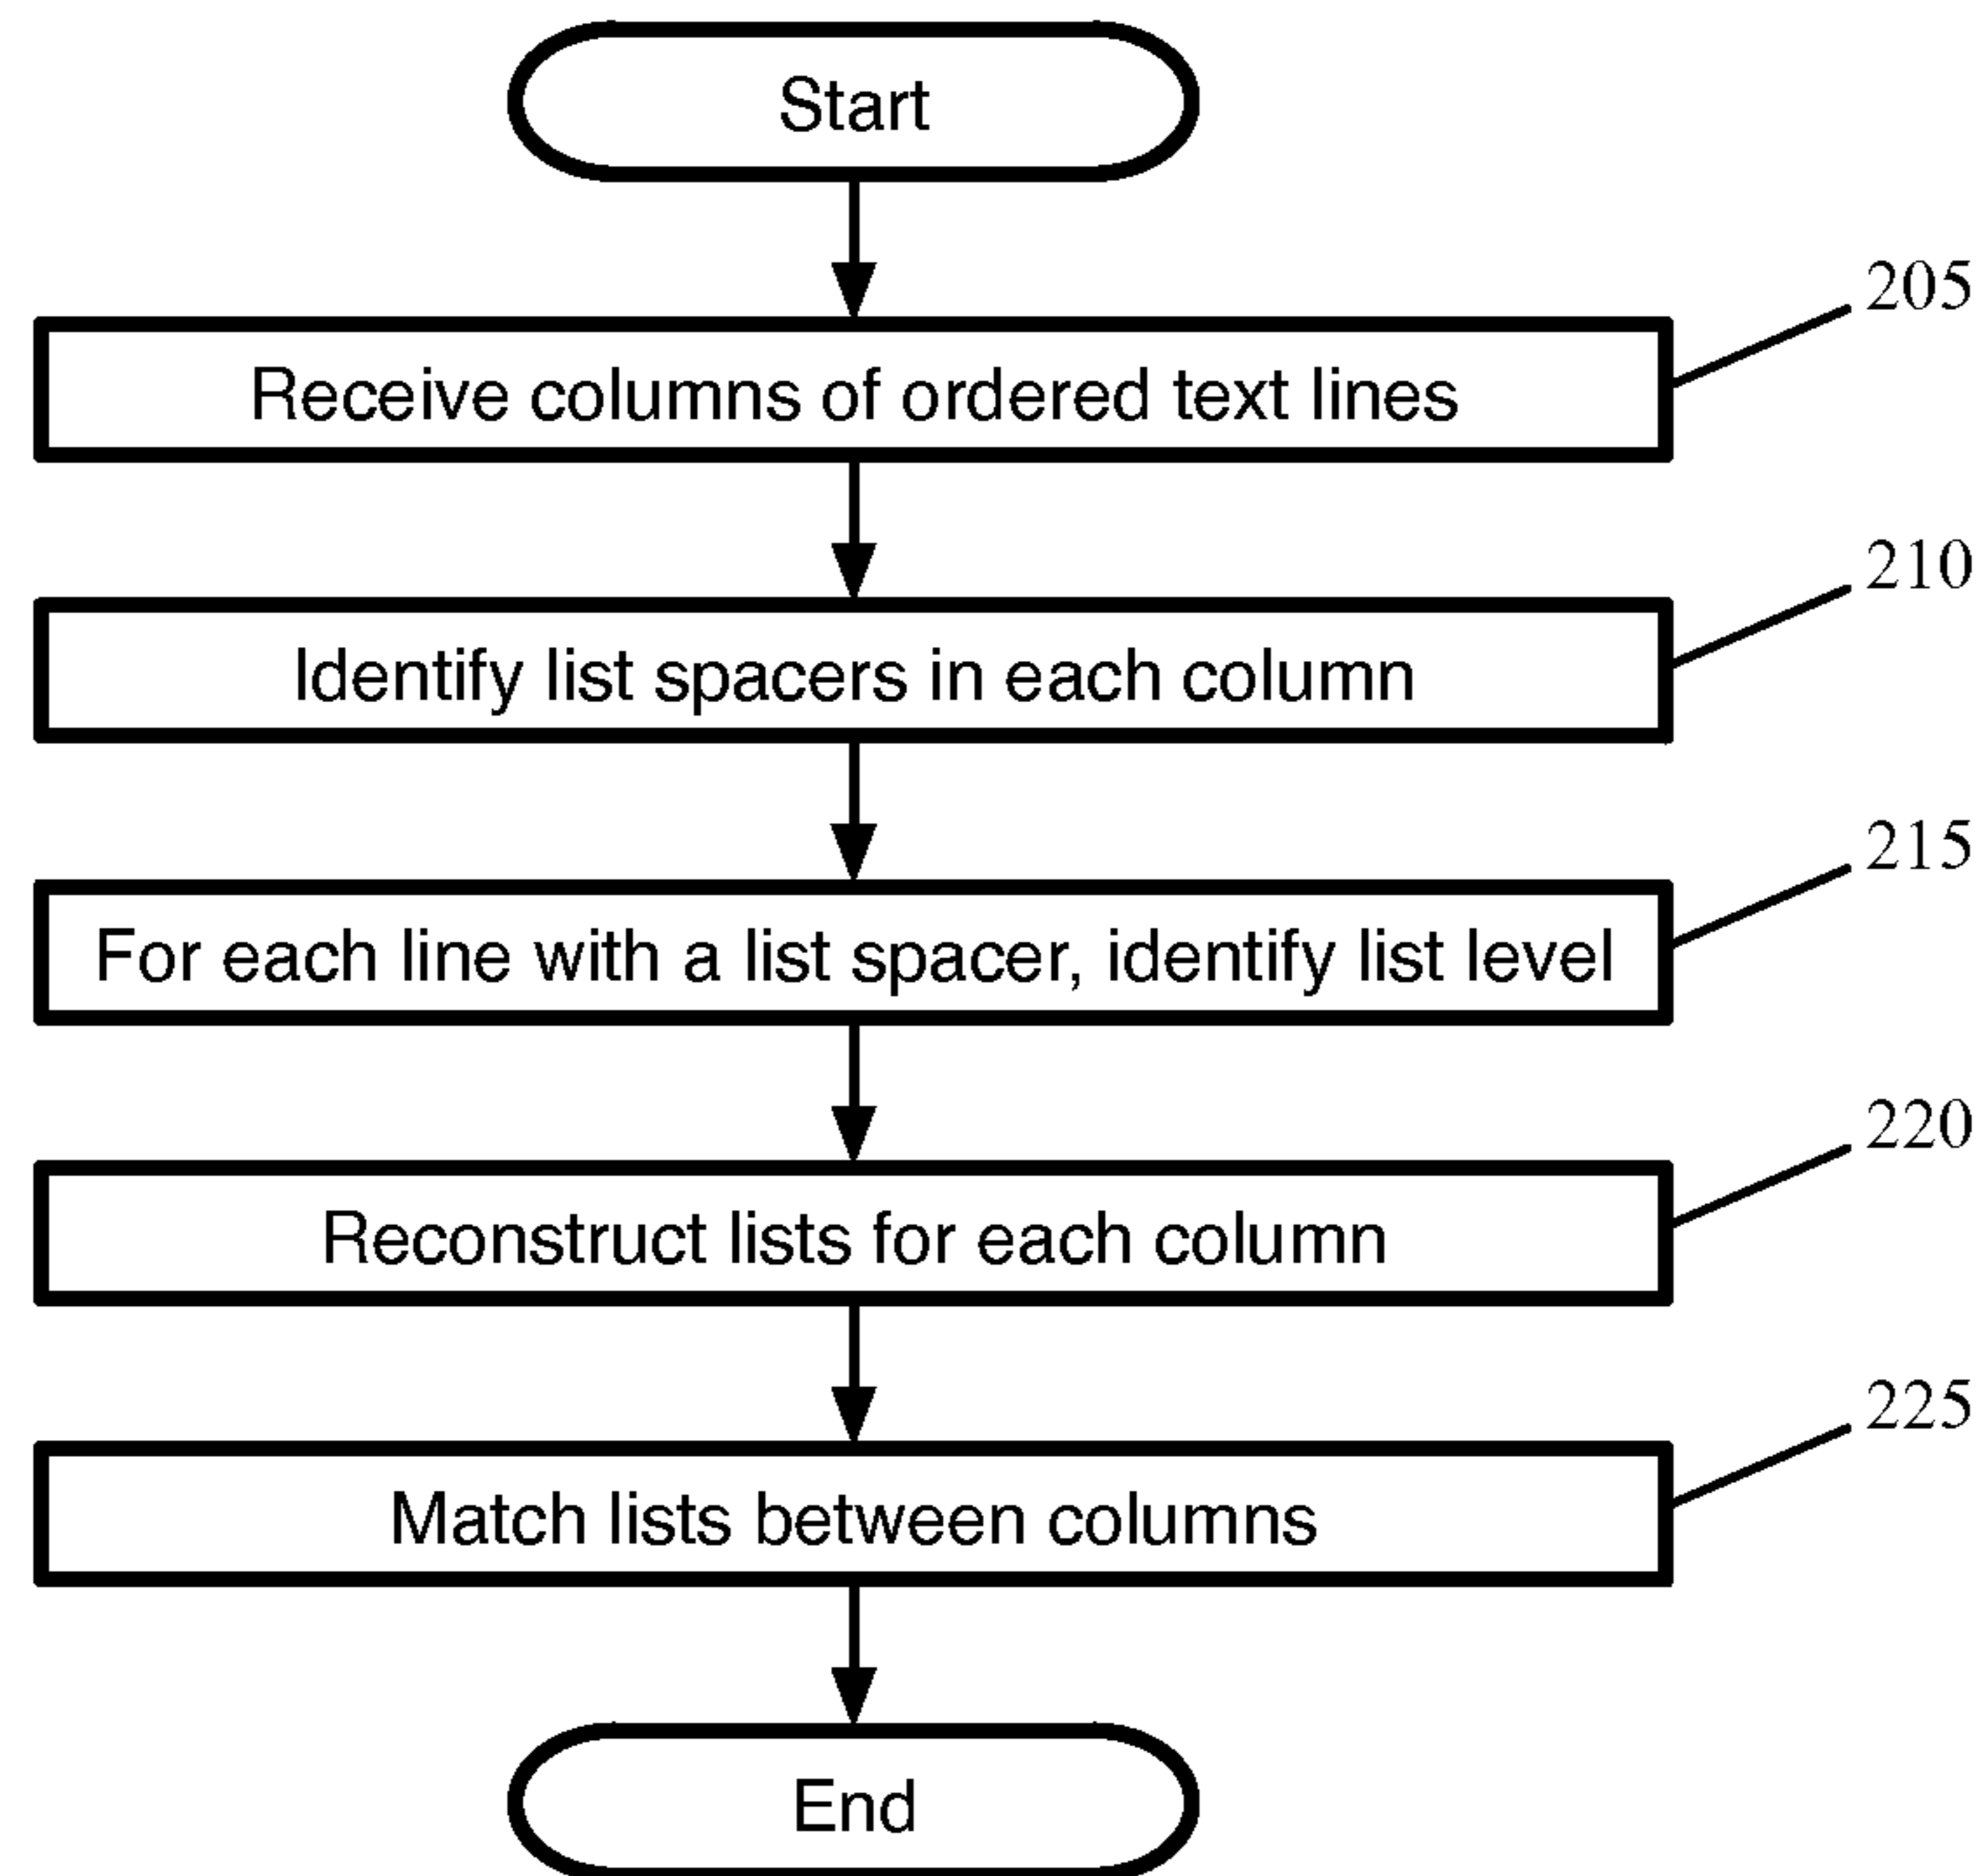 Start
205
Receive columns of ordered text lines
210
Identify list spacers in each column
215
For each line with a list spacer, identify list level
220
Reconstruct lists for each column
225
Match lists between columns
End